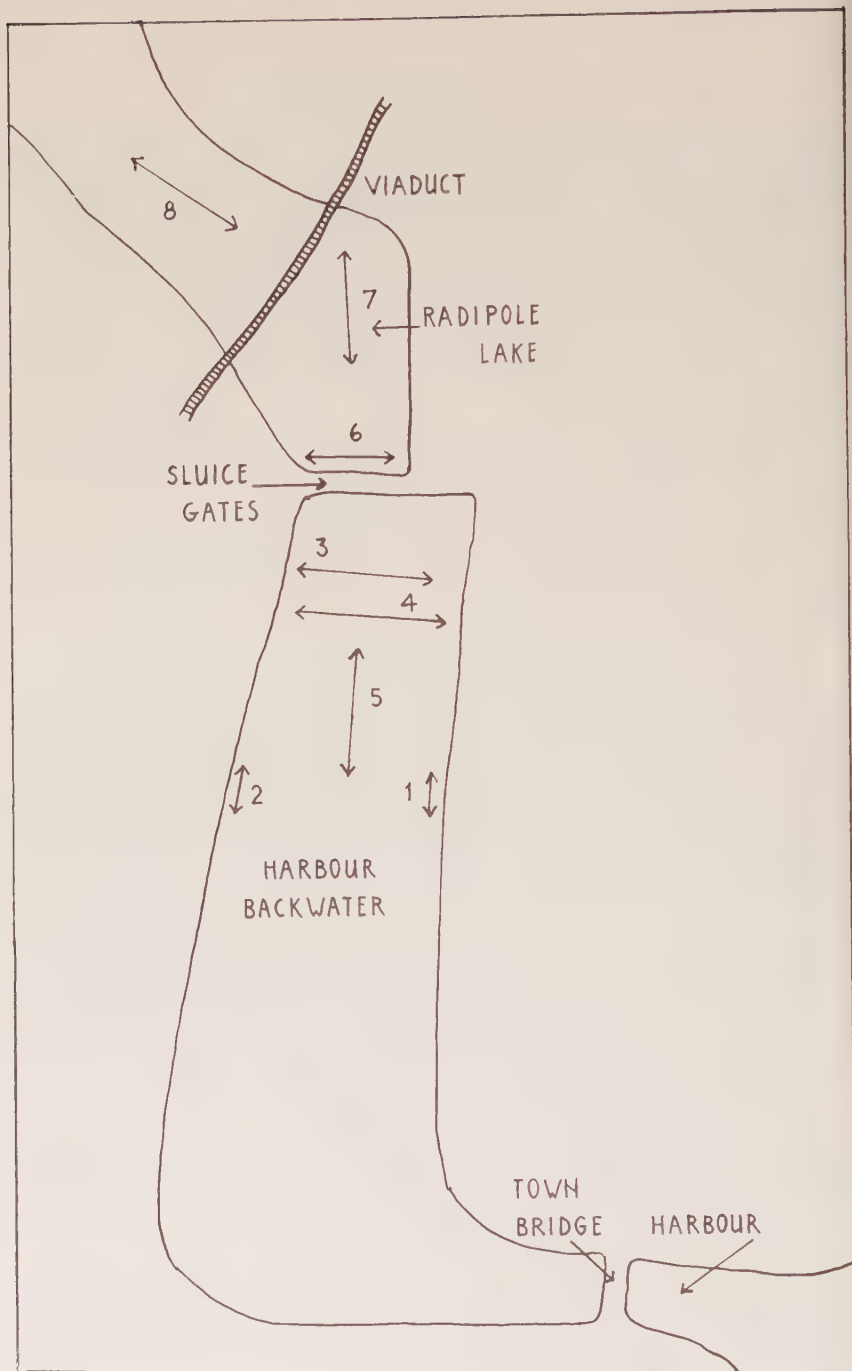 VIADUCT
8
7
RADIPOLE
LAKE
6
SLUICE
GATES
3
4
5
2
1
HARBOUR
BACKWATER
TOWN
BRIDGE
HARBOUR